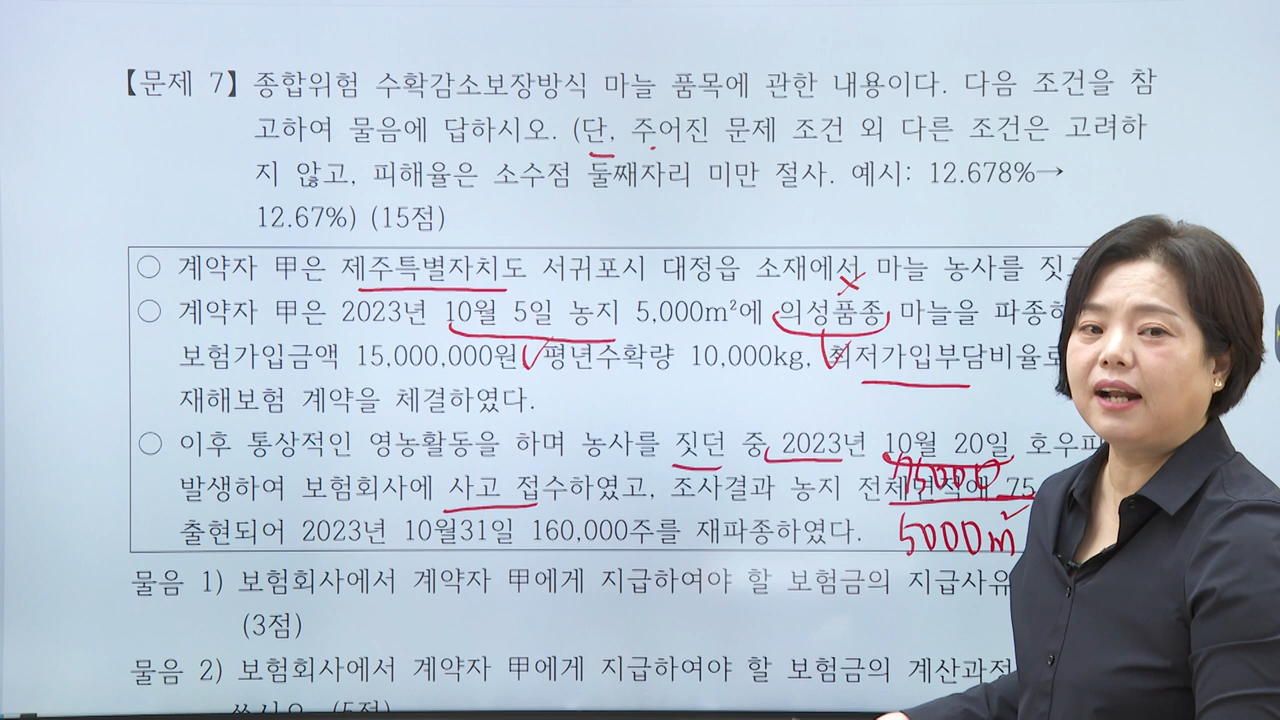 【문제 7】 종합위험 수확감소보장방식 마늘 품목에 관한 내용이다. 다음 조건을 참
고하여 물음에 답하시오. (단, 주어진 문제 조건 외 다른 조건은 고려하
지 않고, 피해율은 소수점 둘째자리 미만 절사. 예시: 12.678%→
12.67%) (15점)
○ 계약자 甲은 제주특별자치도 서귀포시 대정읍 소재에서 마늘 농사를
○ 계약자 甲은 2023년 10월 5일 농지 5,000m²에 의성품종 마늘을
보험가입금액 15,000,000원, 평년수확량 10,000kg, 최저가입부담비율로
재해보험 계약을 체결하였다.
○ 이후 통상적인 영농활동을 하며 농사를 짓던 중 2023년 10월 20일
발생하여 보험회사에 사고 접수하였고, 조사결과 농지 전체면적에 75
출현되어 2023년 10월31일 160,000주를 재파종하였다.
5000㎡
물음 1) 보험회사에서 계약자 甲에게 지급하여야 할 보험금의
(3점)
물음 2) 보험회사에서 계약자 甲에게 지급하여야 할 보험금의
쓰시오. (5점)